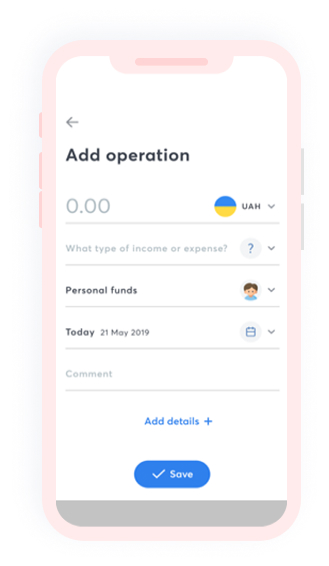 Add operation
0.00 UAH
What type of income or expense? ?
Personal funds
Today 21 May 2019
Comment
Add details +
Save